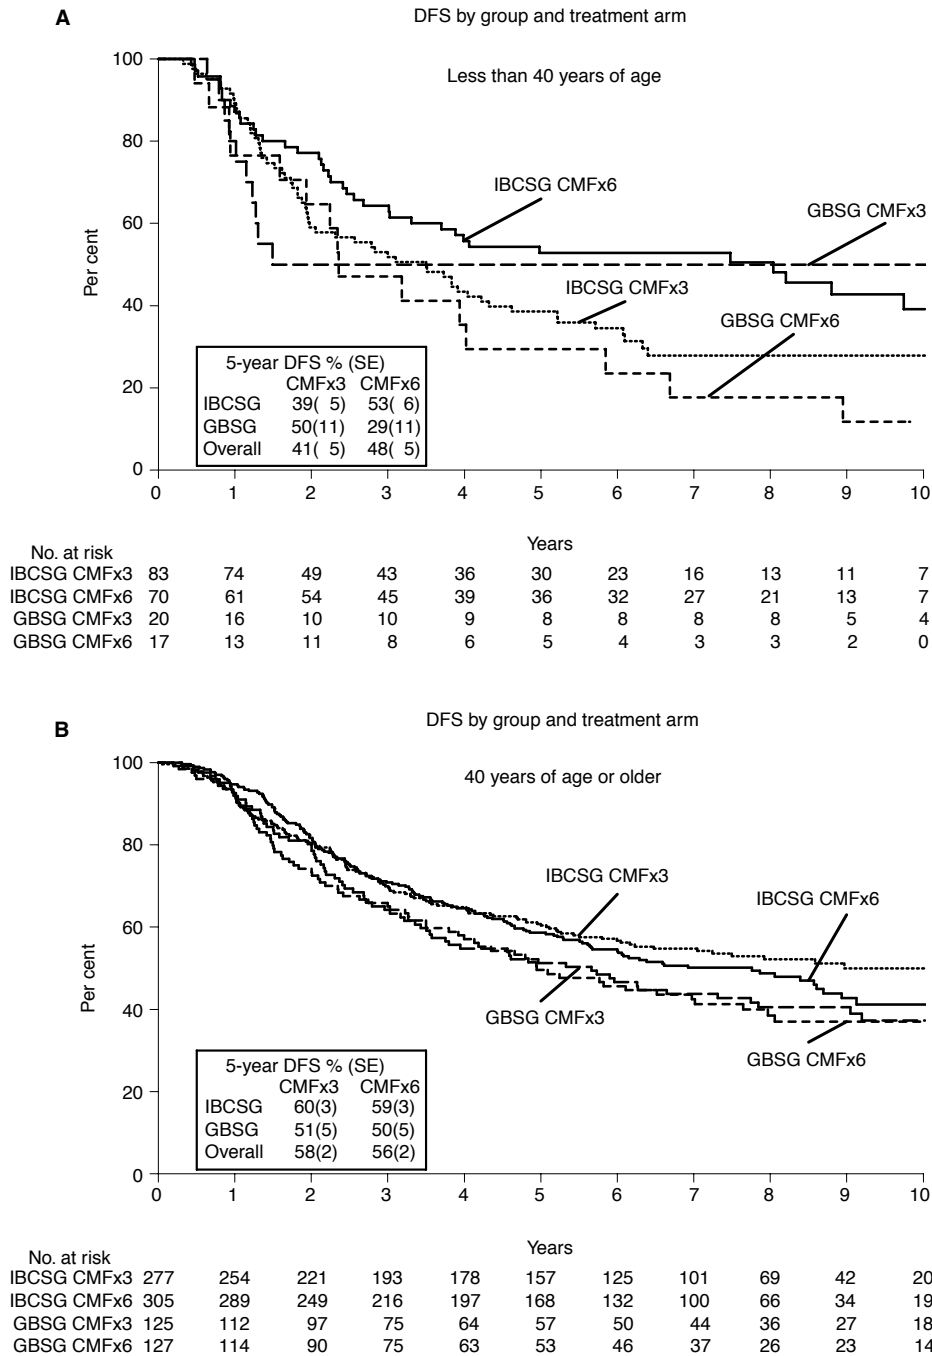 A
DFS by group and treatment arm
Less than 40 years of age
100
80
60
40
20
0
Per cent
IBCSG CMFx6
GBSG CMFx3
IBCSG CMFx3
GBSG CMFx6
5-year DFS % (SE)
CMFx3 CMFx6
IBCSG 39( 5) 53( 6)
GBSG 50(11) 29(11)
Overall 41( 5) 48( 5)
0 1 2 3 4 5 6 7 8 9 10
Years
No. at risk
IBCSG CMFx3 83 74 49 43 36 30 23 16 13 11 7
IBCSG CMFx6 70 61 54 45 39 36 32 27 21 13 7
GBSG CMFx3 20 16 10 10 9 8 8 8 8 5 4
GBSG CMFx6 17 13 11 8 6 5 4 3 3 2 0
B
DFS by group and treatment arm
40 years of age or older
100
80
60
40
20
0
Per cent
IBCSG CMFx3
IBCSG CMFx6
GBSG CMFx3
GBSG CMFx6
5-year DFS % (SE)
CMFx3 CMFx6
IBCSG 60(3) 59(3)
GBSG 51(5) 50(5)
Overall 58(2) 56(2)
0 1 2 3 4 5 6 7 8 9 10
Years
No. at risk
IBCSG CMFx3 277 254 221 193 178 157 125 101 69 42 20
IBCSG CMFx6 305 289 249 216 197 168 132 100 66 34 19
GBSG CMFx3 125 112 97 75 64 57 50 44 36 27 18
GBSG CMFx6 127 114 90 75 63 53 46 37 26 23 14